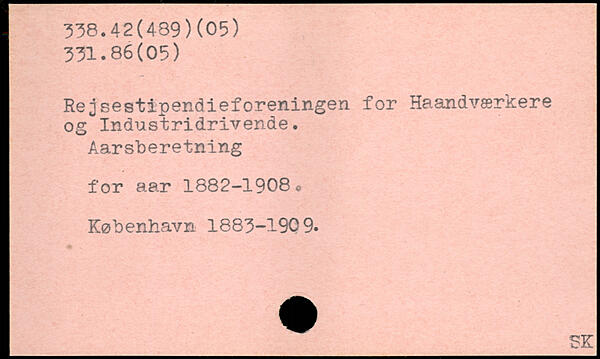 338.42(489)(05)
331.86(05)
Rejsestipendieforeningen for Haandværkere
og Industridrivende.
Aarsberetning
for aar 1882-1908.
København 1883-1909.
SK